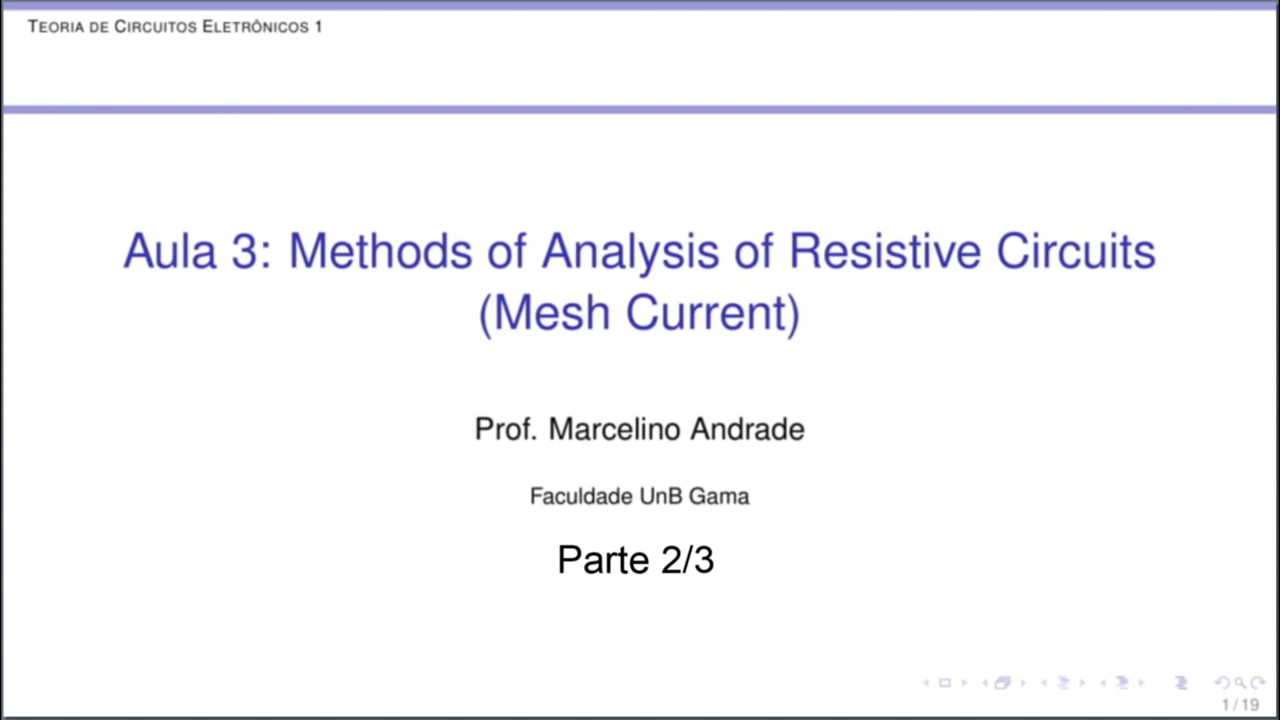 TEORIA DE CIRCUITOS ELETRÔNICOS 1
Aula 3: Methods of Analysis of Resistive Circuits
(Mesh Current)
Prof. Marcelino Andrade
Faculdade UnB Gama
Parte 2/3
1 / 19